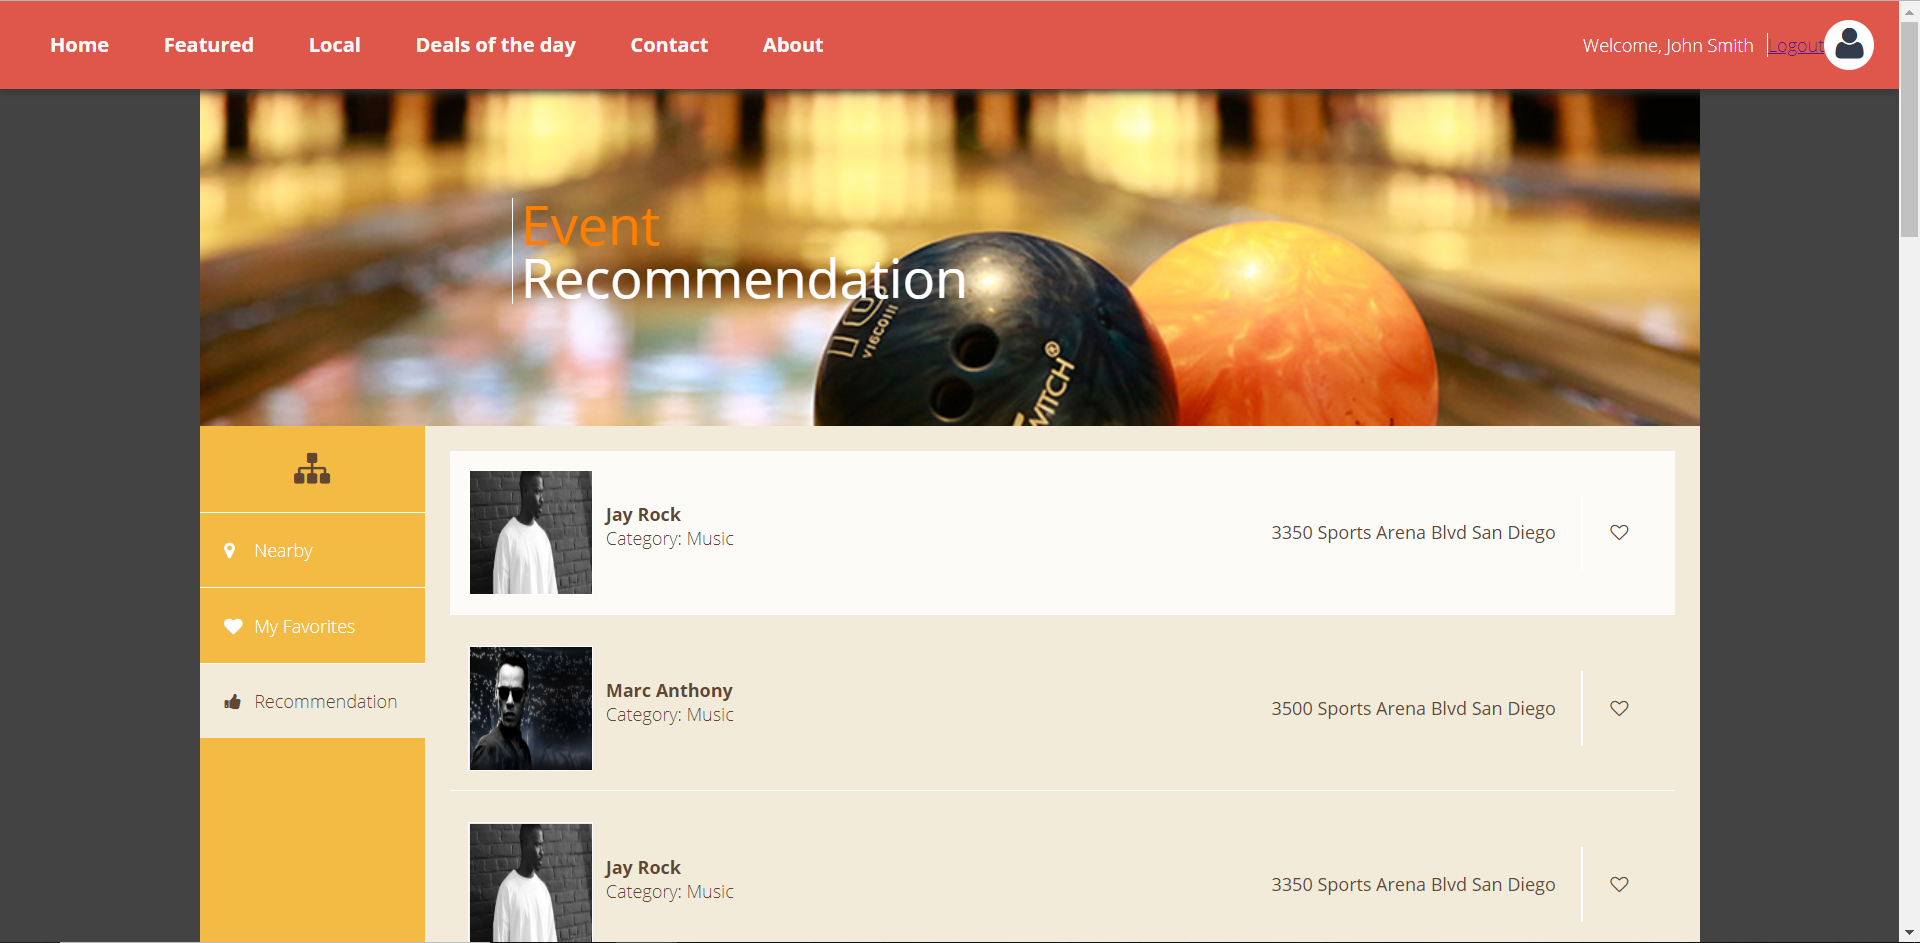 Home Featured Local Deals of the day Contact About Welcome, John Smith Logout
Event
Recommendation
VISCOIII
WITCH®
Nearby
My Favorites
Recommendation
Jay Rock
Category: Music
3350 Sports Arena Blvd San Diego
Marc Anthony
Category: Music
3500 Sports Arena Blvd San Diego
Jay Rock
Category: Music
3350 Sports Arena Blvd San Diego